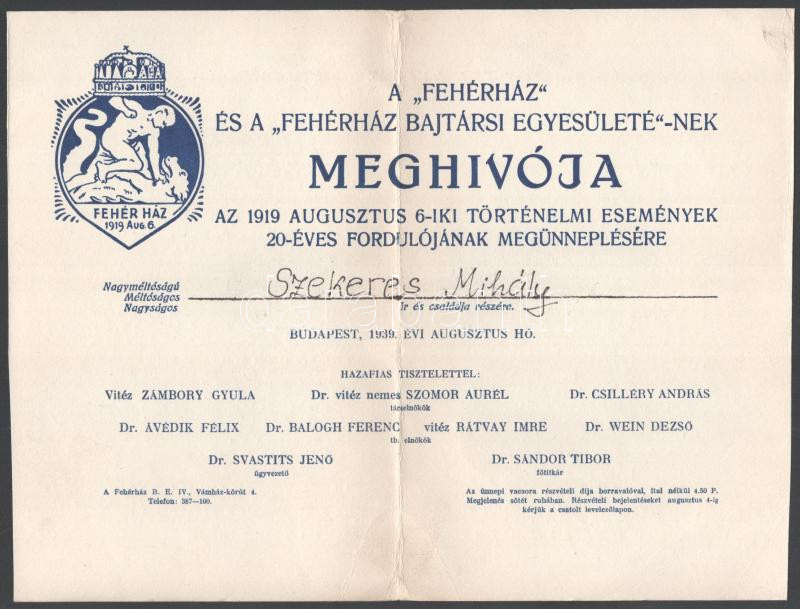 FEHÉR HÁZ
1919 AUG. 6.
A „FEHÉRHÁZ“
ÉS A „FEHÉRHÁZ BAJTÁRSI EGYESÜLETÉ“-NEK
MEGHIVÓJA
AZ 1919 AUGUSZTUS 6-IKI TÖRTÉNELMI ESEMÉNYEK
20-ÉVES FORDULÓJÁNAK MEGÜNNEPLÉSÉRE
Nagyméltóságú
Méltóságos
Nagyságos
Szekeres Mihály
úr és családja részére.
BUDAPEST, 1939. ÉVI AUGUSZTUS HÓ.
HAZAFIAS TISZTELETTEL:
Vitéz ZÁMBORY GYULA Dr. vitéz nemes SZOMOR AURÉL Dr. CSILLÉRY ANDRÁS
társelnökök
Dr. ÁVÉDIK FÉLIX Dr. BALOGH FERENC vitéz RÁTVAY IMRE Dr. WEIN DEZSŐ
tb. elnökök
Dr. SVASTITS JENŐ Dr. SÁNDOR TIBOR
ügyvezető főtitkár
A Fehérház B. E. IV., Vámház-körút 4.
Telefon: 387—100.
Az ünnepi vacsora részvételi díja borravalóval, ital nélkül 4.50 P.
Megjelenés sötét ruhában. Részvételi bejelentéseket augusztus 4-ig
kérjük a csatolt levelezőlapon.